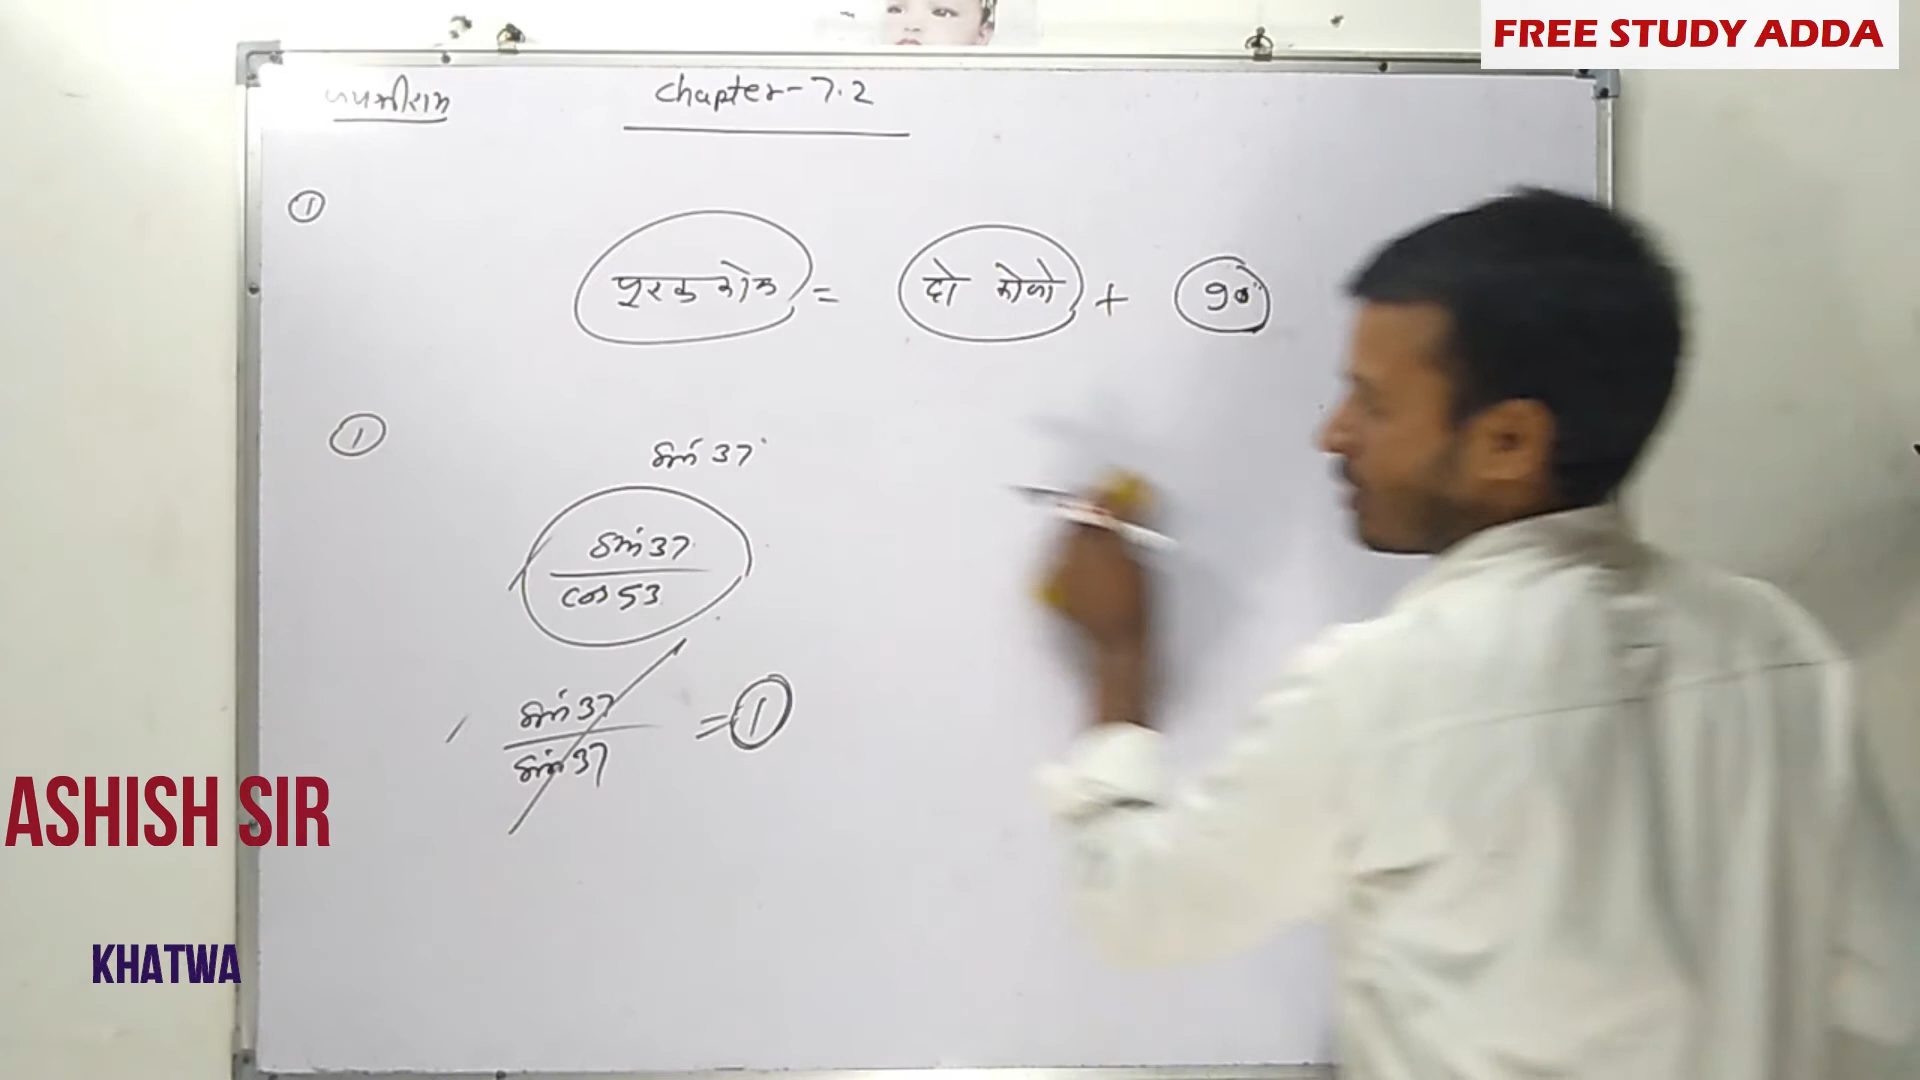 FREE STUDY ADDA
जय श्री राम
Chapter-7.2
①
पूरक कोण = दो कोणो + 90°
①
sin 37°
sin 37
cos 53
sin 37
sin 37
= ①
ASHISH SIR
KHATWA